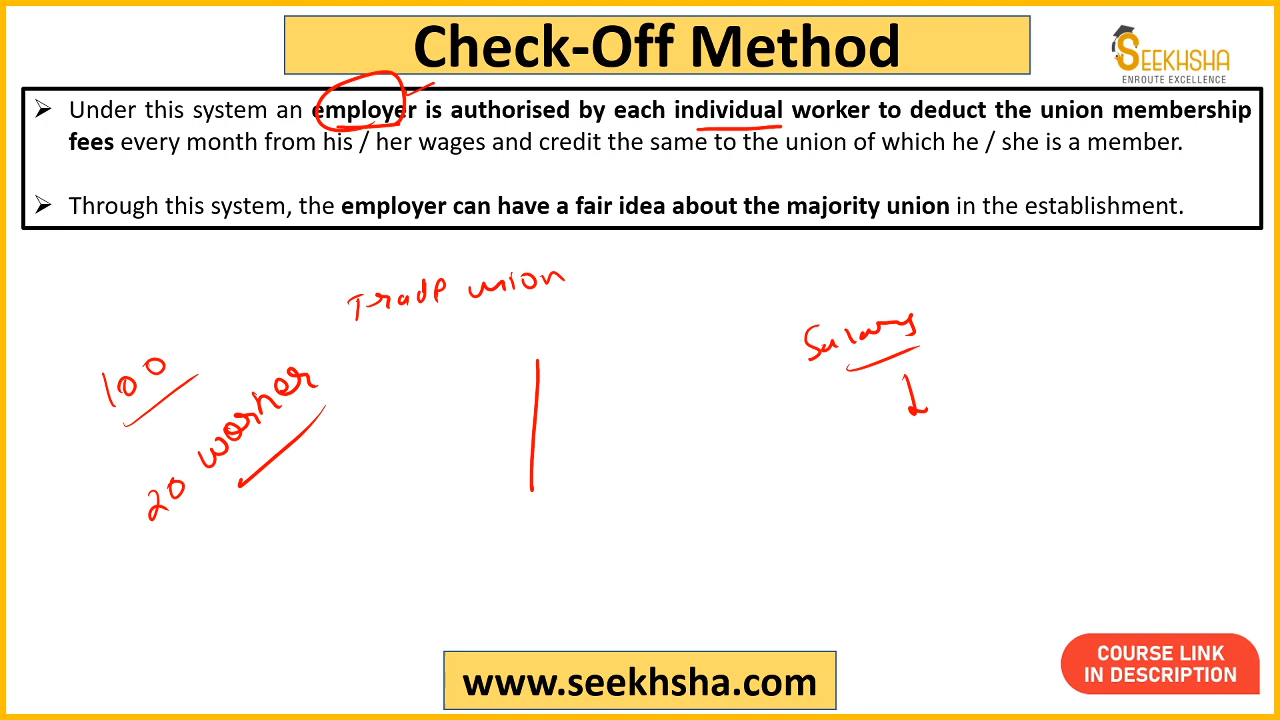 Check-Off Method
SEEKHSHA
ENROUTE EXCELLENCE
➢ Under this system an employer is authorised by each individual worker to deduct the union membership
fees every month from his / her wages and credit the same to the union of which he / she is a member.
➢ Through this system, the employer can have a fair idea about the majority union in the establishment.
Trade union
Salary
100
20 worker
www.seekhsha.com
COURSE LINK
IN DESCRIPTION